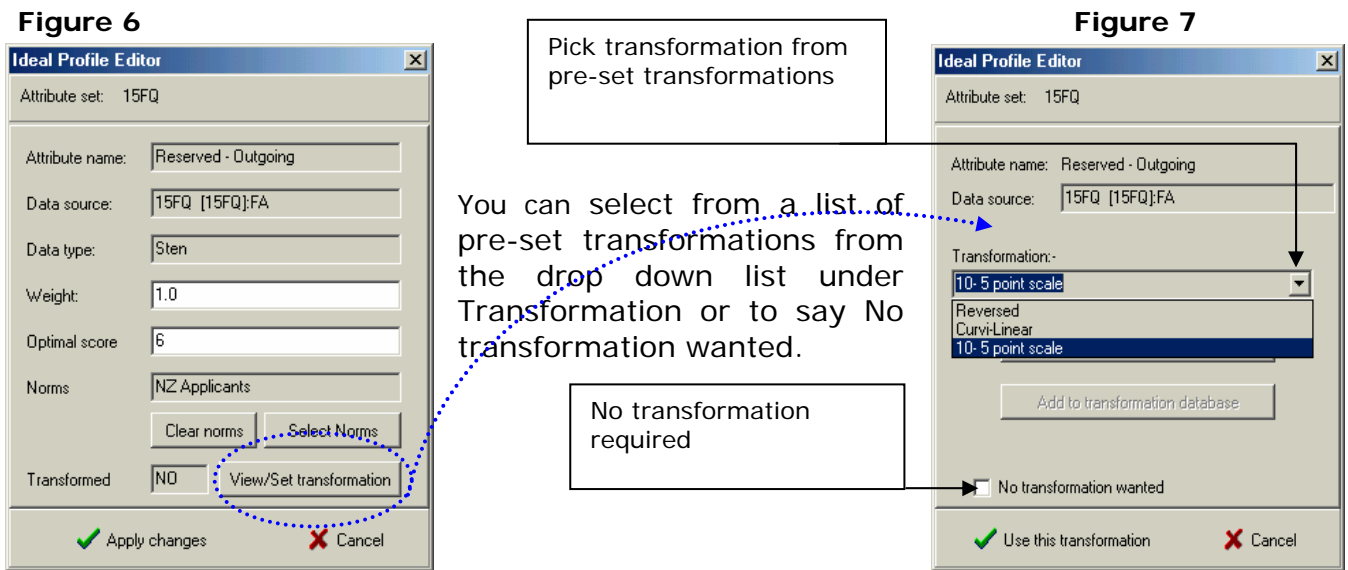 Figure 6
Ideal Profile Editor
Attribute set: 15FQ
Attribute name: Reserved - Outgoing
Data source: 15FQ [15FQ]:FA
Data type: Sten
Weight: 1.0
Optimal score 6
Norms NZ Applicants
Clear norms Select Norms
Transformed NO View/Set transformation
Apply changes Cancel
Pick transformation from
pre-set transformations
You can select from a list of
pre-set transformations from
the drop down list under
Transformation or to say No
transformation wanted.
No transformation
required
Figure 7
Ideal Profile Editor
Attribute set: 15FQ
Attribute name: Reserved - Outgoing
Data source: 15FQ [15FQ]:FA
Transformation:-
10- 5 point scale
Reversed
Curvi-Linear
10- 5 point scale
Add to transformation database
No transformation wanted
Use this transformation Cancel